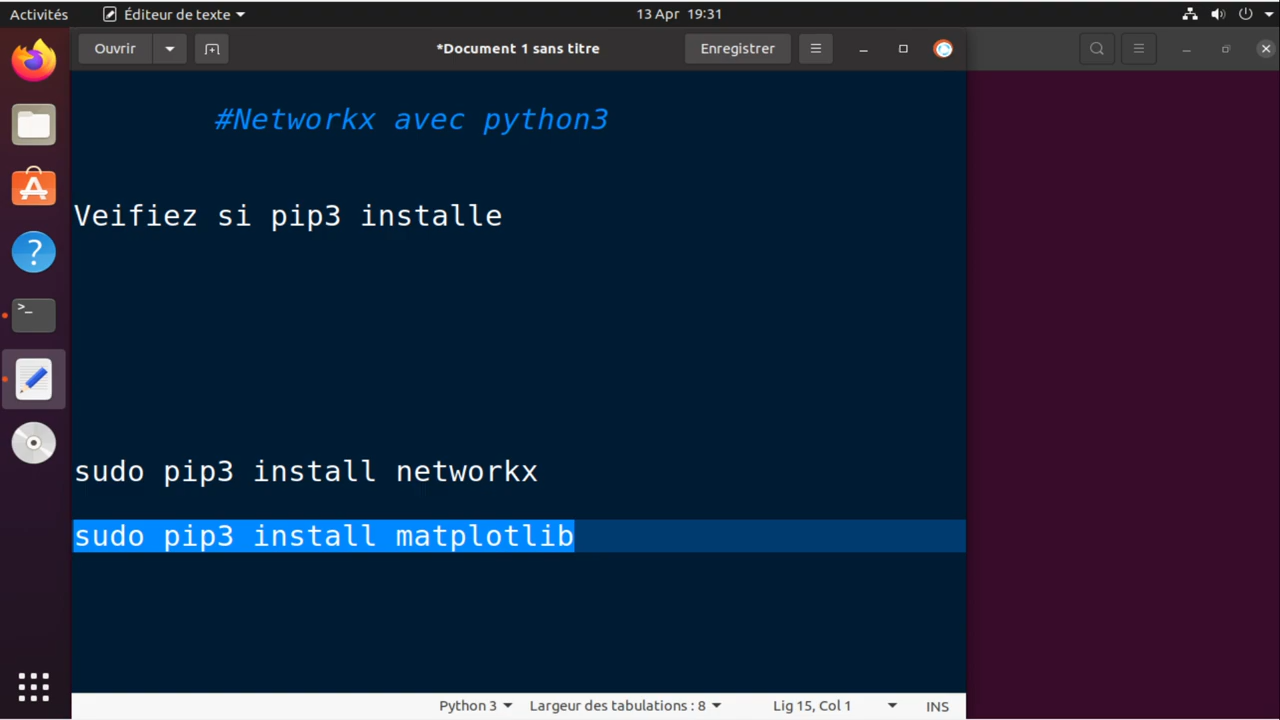 Activités
Éditeur de texte
13 Apr 19:31
Ouvrir
*Document 1 sans titre
Enregistrer
#Networkx avec python3
Veifiez si pip3 installe
sudo pip3 install networkx
sudo pip3 install matplotlib
Python 3
Largeur des tabulations : 8
Lig 15, Col 1
INS